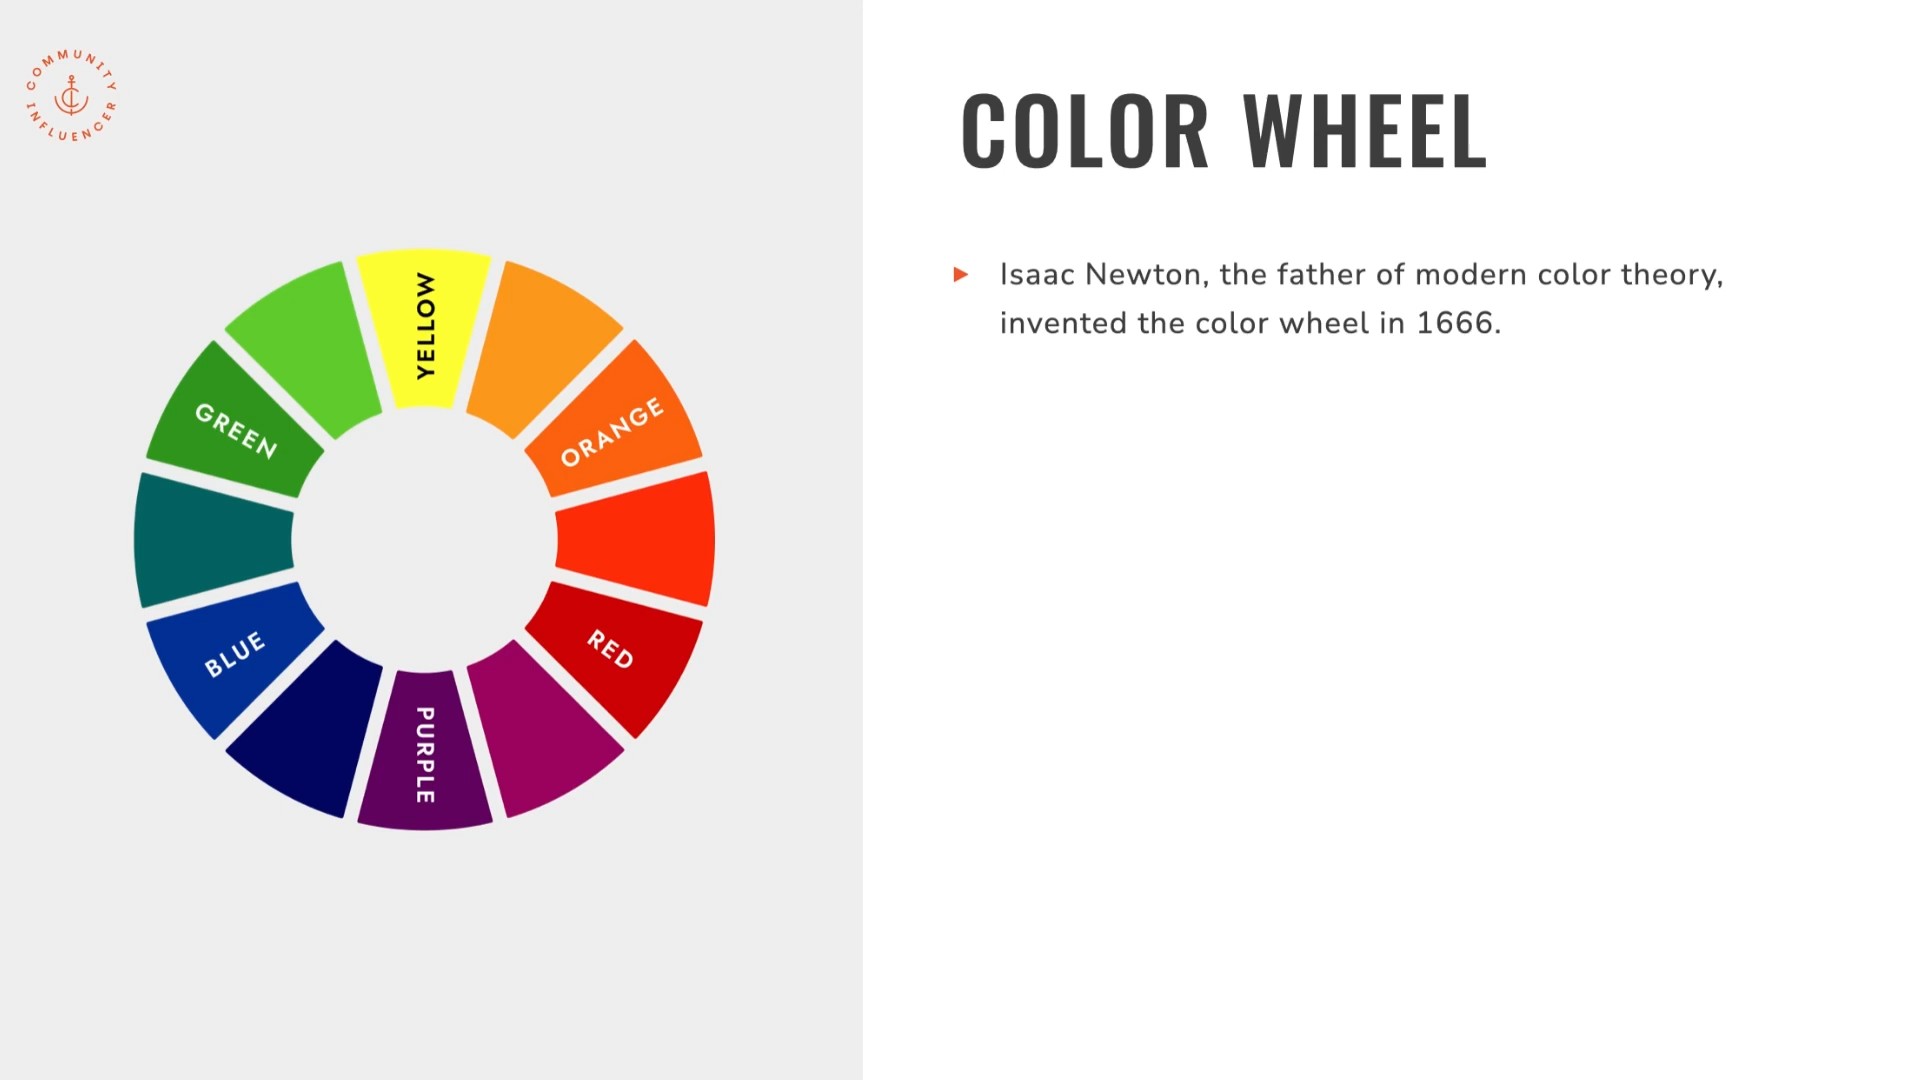 COMMUNITY INFLUENCER
COLOR WHEEL
Isaac Newton, the father of modern color theory,
invented the color wheel in 1666.
YELLOW
ORANGE
RED
PURPLE
BLUE
GREEN